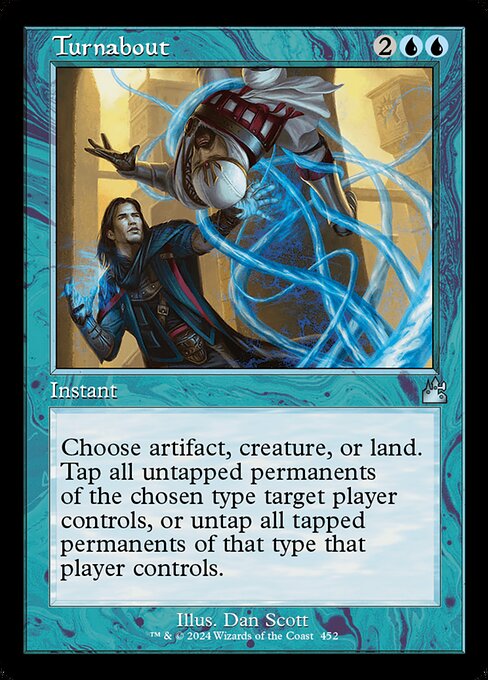 Turnabout 2
Instant
Choose artifact, creature, or land.
Tap all untapped permanents
of the chosen type target player
controls, or untap all tapped
permanents of that type that
player controls.
Illus. Dan Scott
™ & © 2024 Wizards of the Coast 452